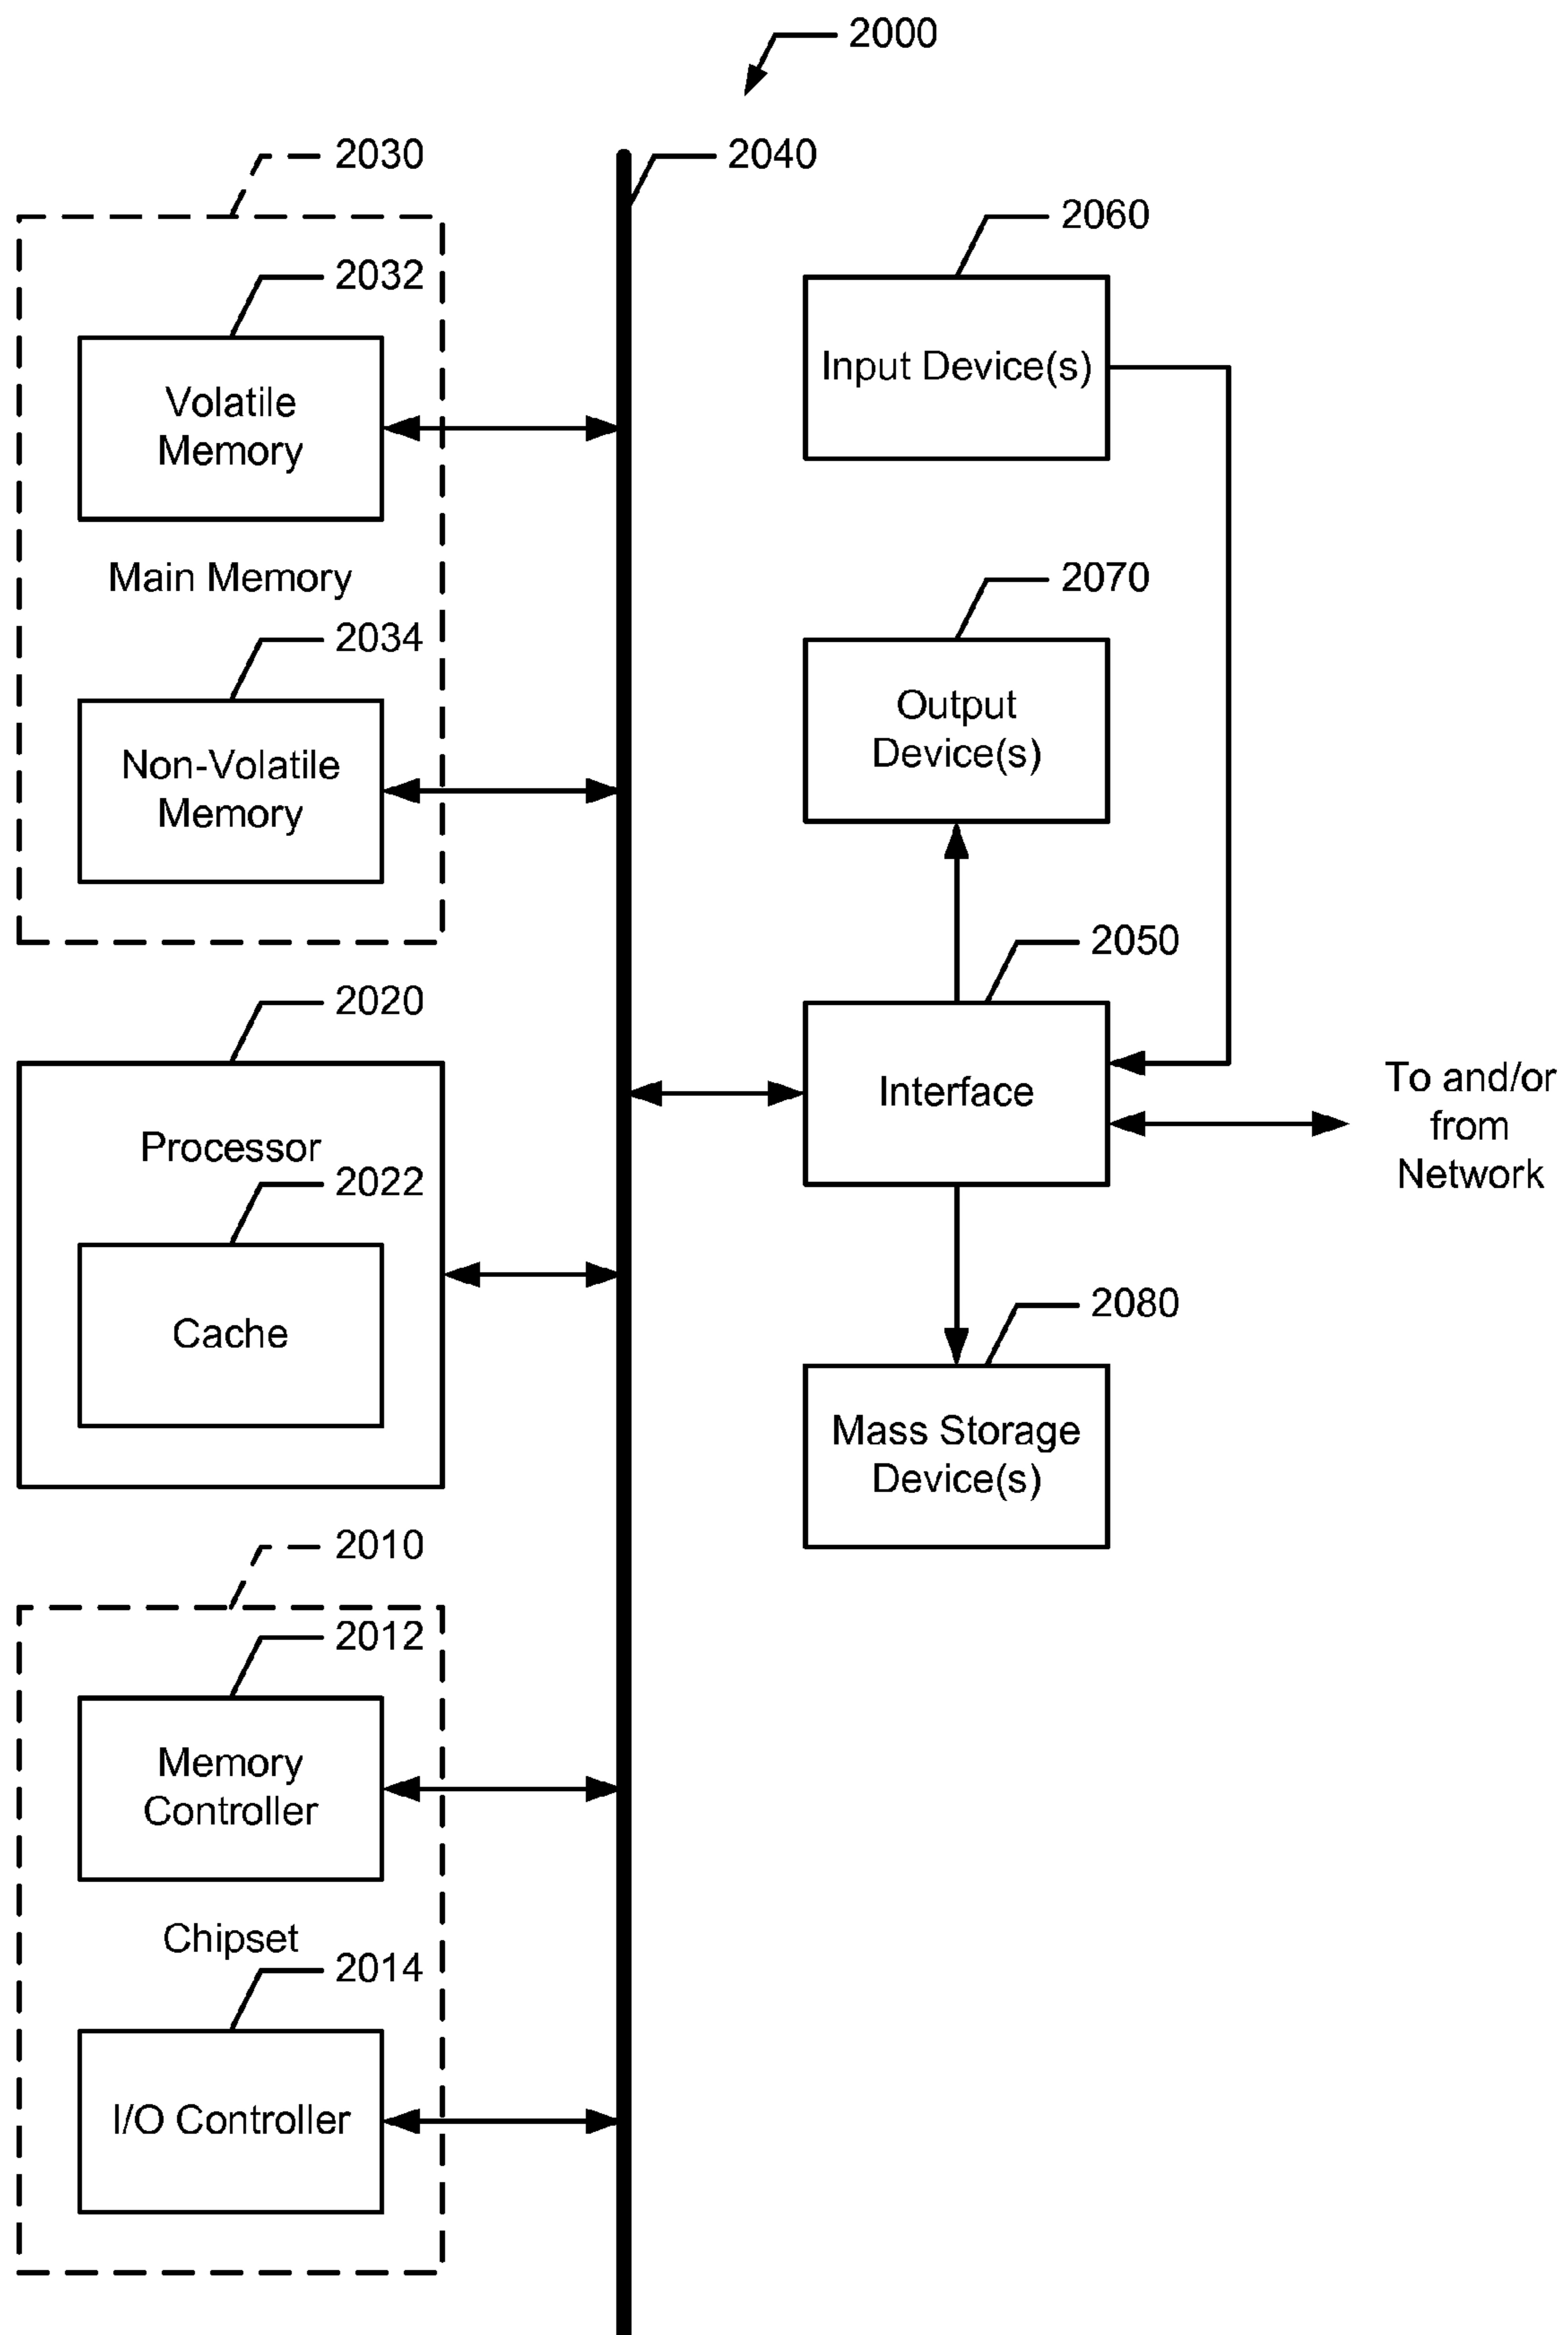 2000
2030
2040
2060
2032
Input Device(s)
Volatile
Memory
Main Memory
2070
2034
Output
Device(s)
Non-Volatile
Memory
2050
2020
Interface
To and/or
from
Network
Processor
2022
Cache
2080
Mass Storage
Device(s)
2010
2012
Memory
Controller
Chipset
2014
I/O Controller